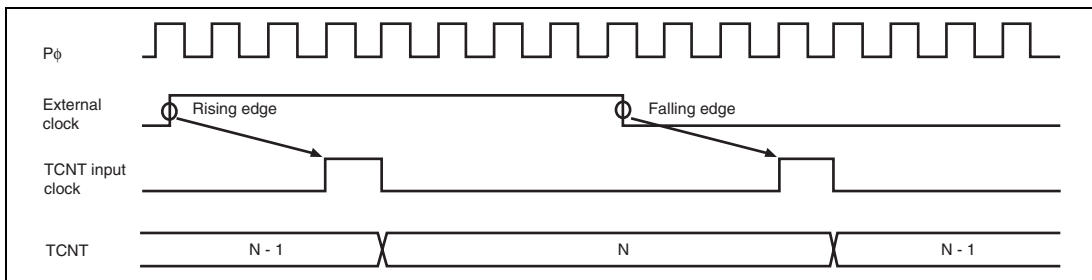 Pϕ
External
clock
Rising edge
Falling edge
TCNT input
clock
TCNT
N - 1
N
N - 1